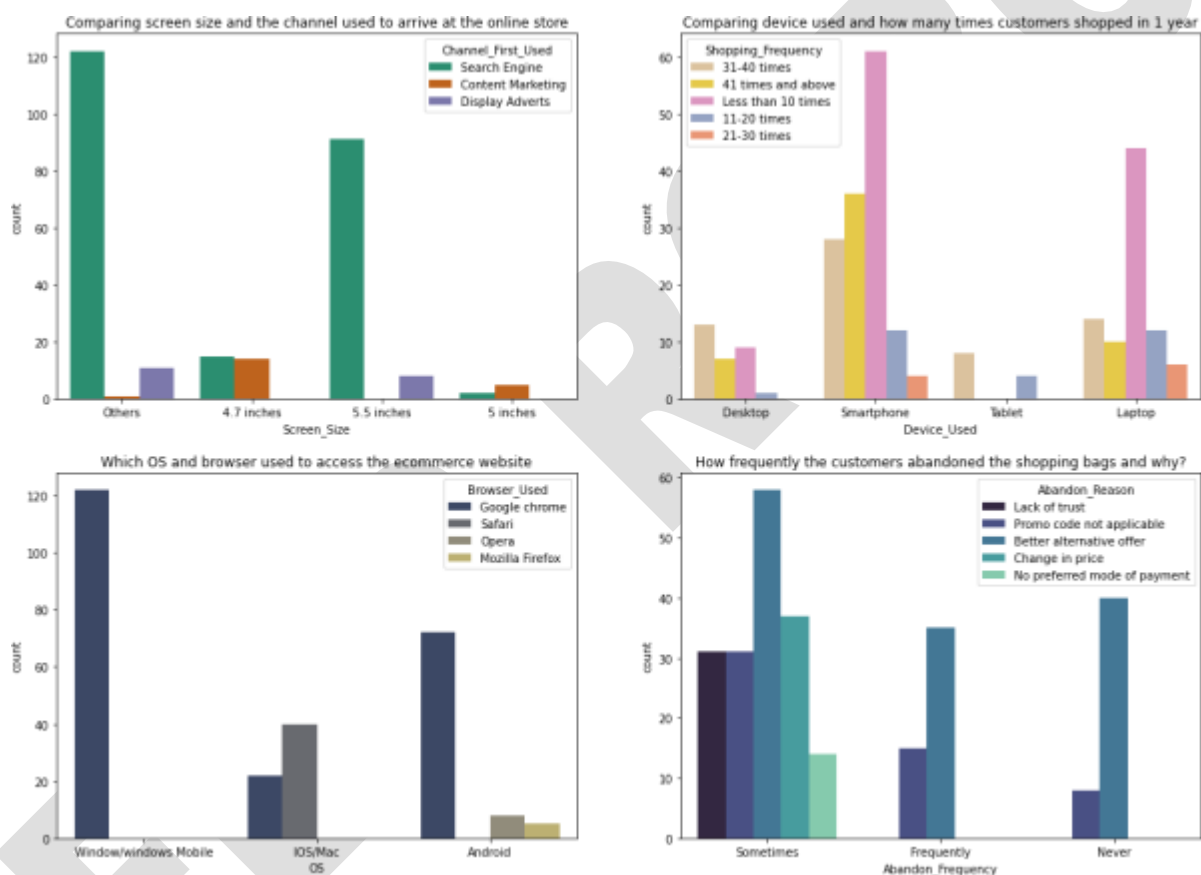 Comparing screen size and the channel used to arrive at the online store
count
120
100
80
60
40
20
0
Channel_First_Used
Search Engine
Content Marketing
Display Adverts
Others 4.7 inches 5.5 inches 5 inches
Screen_Size
Comparing device used and how many times customers shopped in 1 year
count
60
50
40
30
20
10
0
Shopping_Frequency
31-40 times
41 times and above
Less than 10 times
11-20 times
21-30 times
Desktop Smartphone Tablet Laptop
Device_Used
Which OS and browser used to access the ecommerce website
count
120
100
80
60
40
20
0
Browser_Used
Google chrome
Safari
Opera
Mozilla Firefox
Window/windows Mobile IOS/Mac Android
OS
How frequently the customers abandoned the shopping bags and why?
count
60
50
40
30
20
10
0
Abandon_Reason
Lack of trust
Promo code not applicable
Better alternative offer
Change in price
No preferred mode of payment
Sometimes Frequently Never
Abandon_Frequency